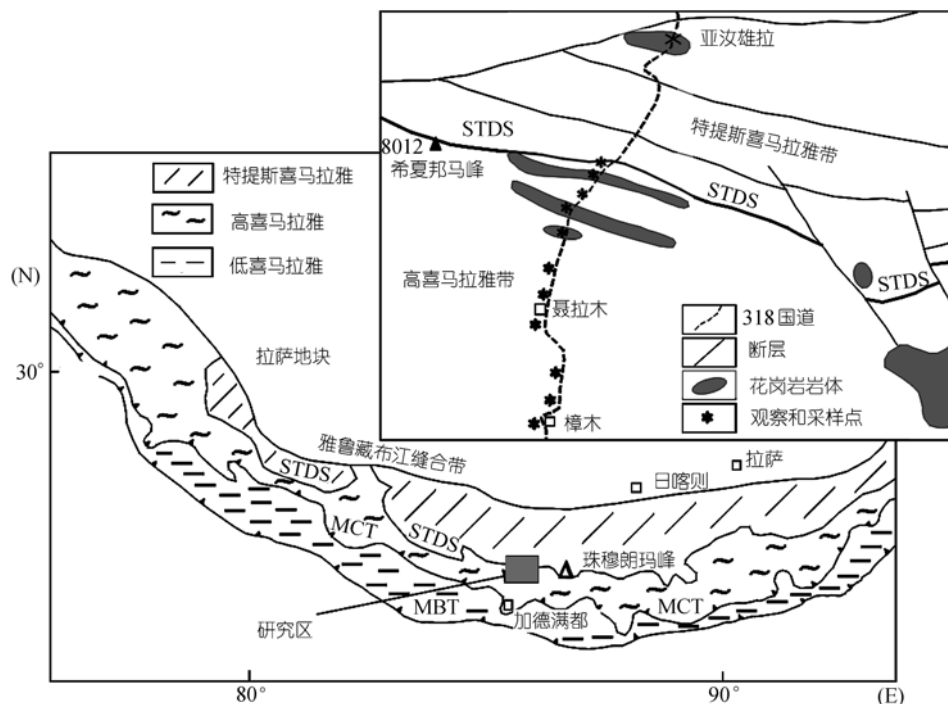 亚汝雄拉
特提斯喜马拉雅带
STDS
8012
希夏邦马峰
STDS
高喜马拉雅带
聂拉木
樟木
STDS
318国道
断层
花岗岩岩体
观察和采样点
特提斯喜马拉雅
高喜马拉雅
低喜马拉雅
(N)
30°
拉萨地块
雅鲁藏布江缝合带
拉萨
日喀则
STDS
MCT
STDS
珠穆朗玛峰
MBT
MCT
加德满都
研究区
80°
90°
(E)